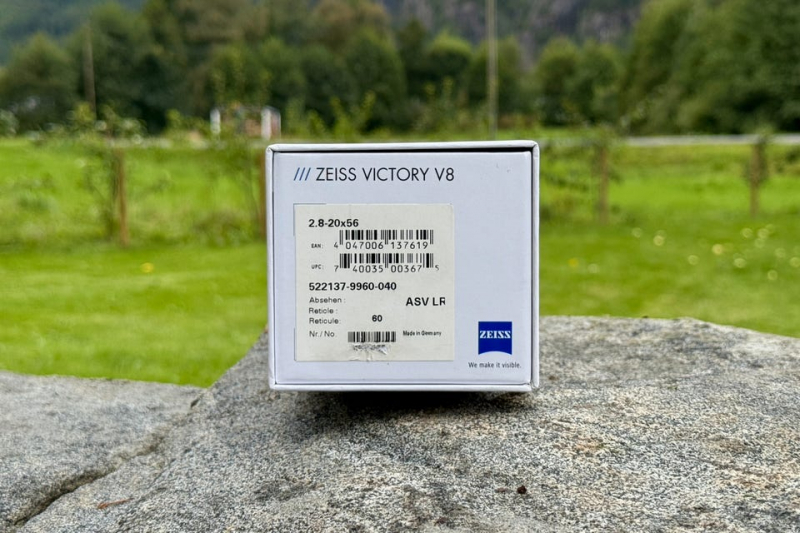 /// ZEISS VICTORY V8
2.8-20x56
EAN: 4 047006 137619
UPC: 7 40035 00367 5
522137-9960-040
Absehen : ASV LR
Reticle :
Reticule: 60
Nr./ No. Made in Germany
ZEISS
We make it visible.